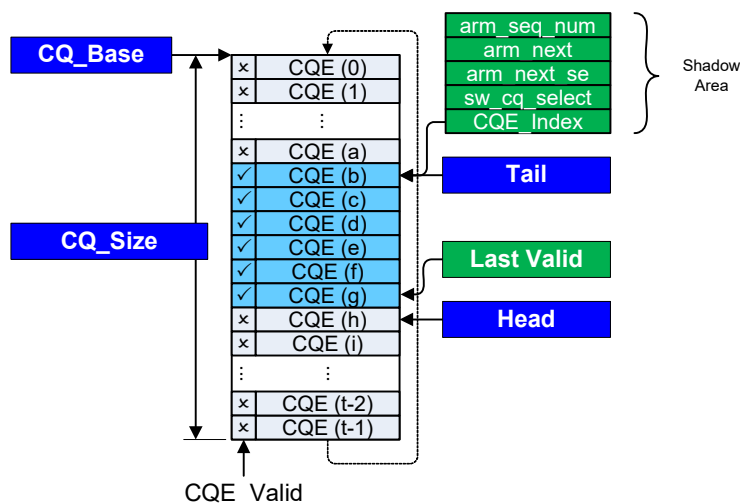 CQ_Base
CQ_Size
× CQE (0)
× CQE (1)
⋮ ⋮
× CQE (a)
✓ CQE (b)
✓ CQE (c)
✓ CQE (d)
✓ CQE (e)
✓ CQE (f)
✓ CQE (g)
× CQE (h)
× CQE (i)
⋮ ⋮
× CQE (t-2)
× CQE (t-1)
CQE_Valid
arm_seq_num
arm_next
arm_next_se
sw_cq_select
CQE_Index
Shadow
Area
Tail
Last Valid
Head